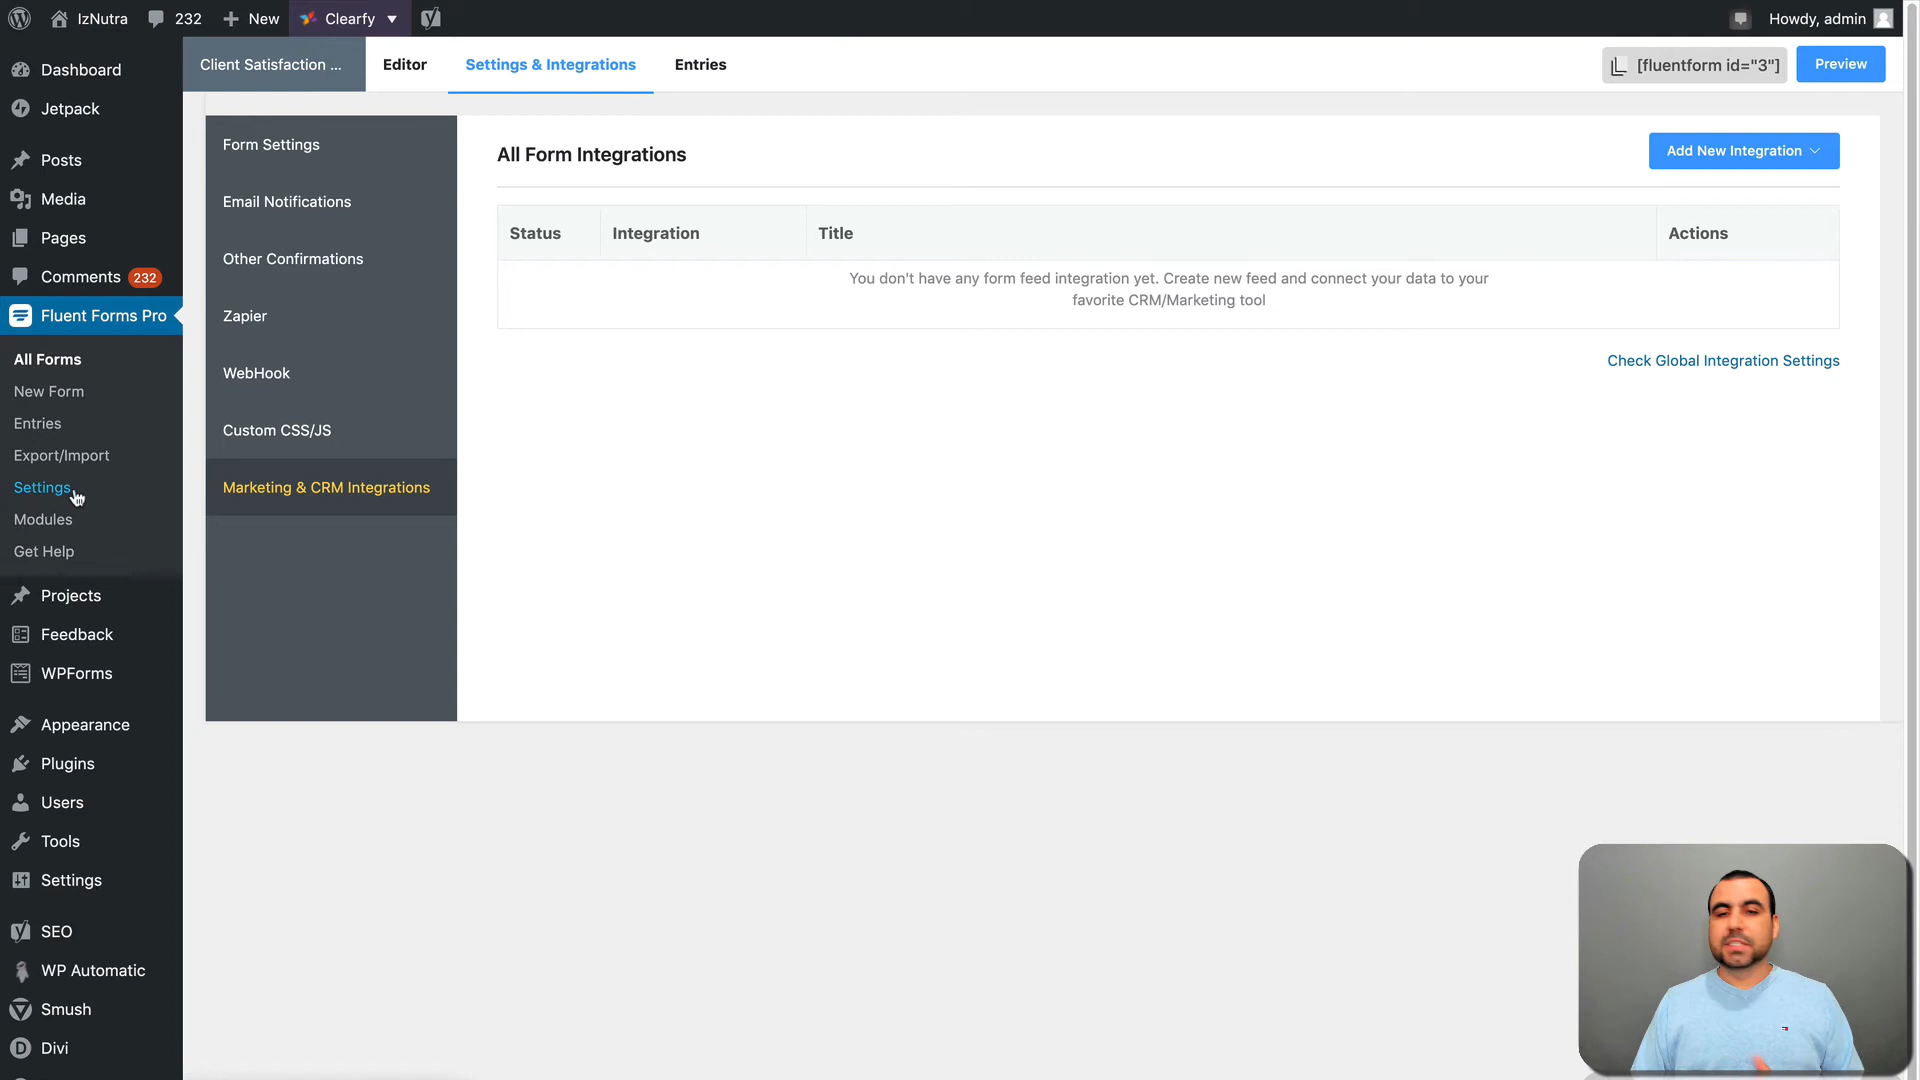 IzNutra
232
New
Clearfy
Howdy, admin
Client Satisfaction ...
Editor
Settings & Integrations
Entries
[fluentform id="3"]
Preview
Dashboard
Jetpack
Posts
Media
Pages
Comments 232
Fluent Forms Pro
All Forms
New Form
Entries
Export/Import
Settings
Modules
Get Help
Projects
Feedback
WPForms
Appearance
Plugins
Users
Tools
Settings
SEO
WP Automatic
Smush
Divi
Form Settings
Email Notifications
Other Confirmations
Zapier
WebHook
Custom CSS/JS
Marketing & CRM Integrations
All Form Integrations
Add New Integration
Status
Integration
Title
Actions
You don't have any form feed integration yet. Create new feed and connect your data to your
favorite CRM/Marketing tool
Check Global Integration Settings